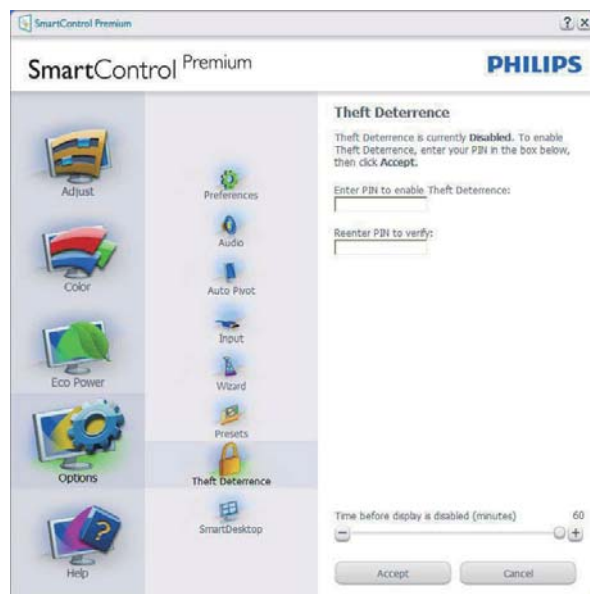 SmartControl Premium
SmartControl Premium
PHILIPS
Adjust
Color
Eco Power
Options
Help
Preferences
Audio
Auto Pivot
Input
Wizard
Presets
Theft Deterrence
SmartDesktop
Theft Deterrence
Theft Deterrence is currently Disabled. To enable
Theft Deterrence, enter your PIN in the box below,
then click Accept.
Enter PIN to enable Theft Deterrence:
Reenter PIN to verify:
Time before display is disabled (minutes) 60
Accept Cancel